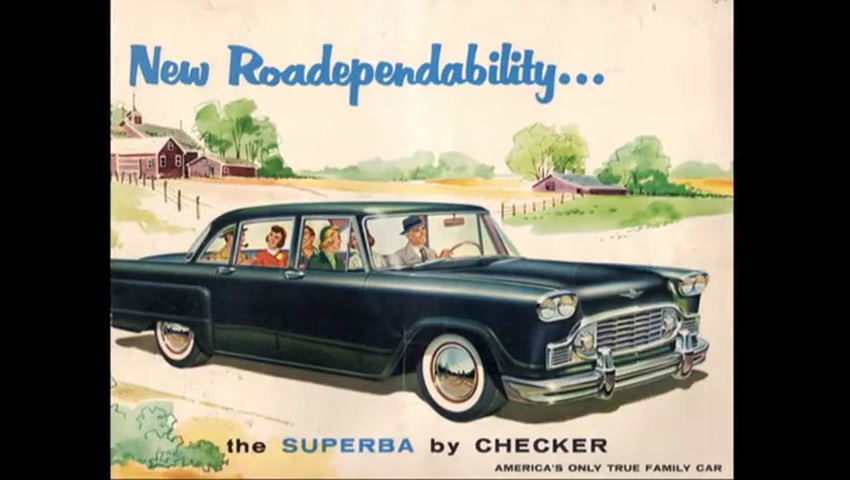 New Roadependability...
the SUPERBA by CHECKER
AMERICA'S ONLY TRUE FAMILY CAR